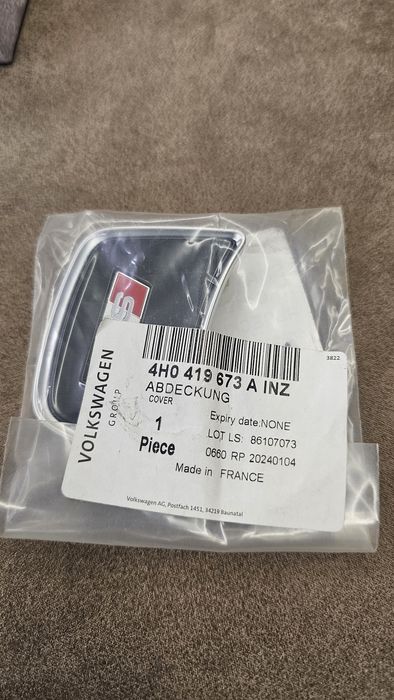 S
3822
VOLKSWAGEN
GROUP
4H0 419 673 A INZ
ABDECKUNG
COVER
1
Piece
Expiry date:NONE
LOT LS: 86107073
0660 RP 20240104
Made in FRANCE
Volkswagen AG, Postfach 1451, 34219 Baunatal